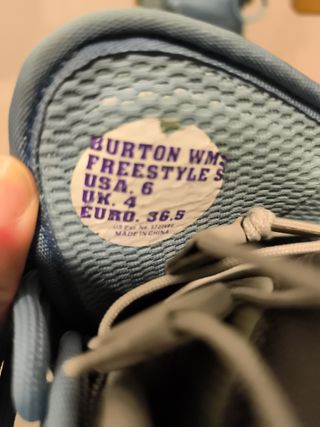 BURTON WMS
FREESTYLE S
USA. 6
UK. 4
EURO. 36.5
MADE IN CHINA